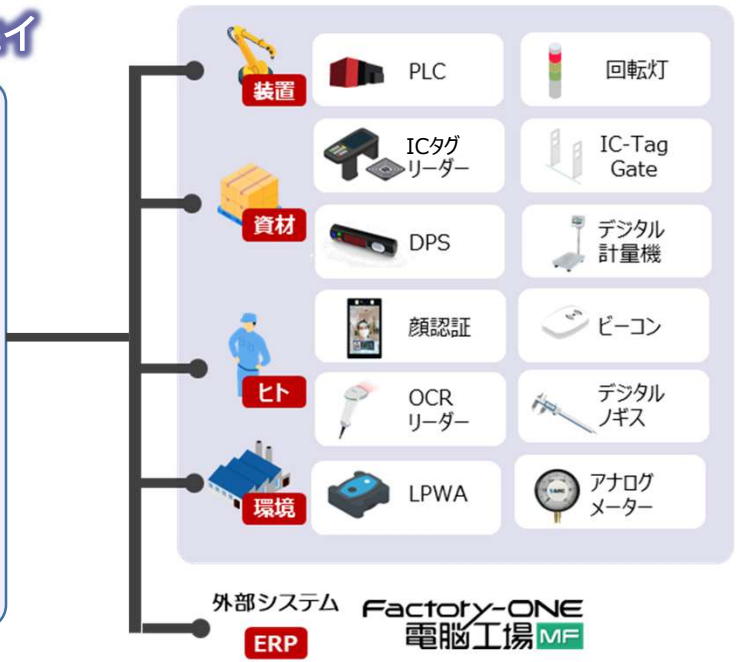 イ
装置
PLC
回転灯
ICタグ
リーダー
IC-Tag
Gate
資材
DPS
デジタル
計量機
顔認証
ビーコン
ヒト
OCR
リーダー
デジタル
ノギス
環境
LPWA
アナログ
メーター
外部システム
ERP
Factory-ONE
電脳工場 MF